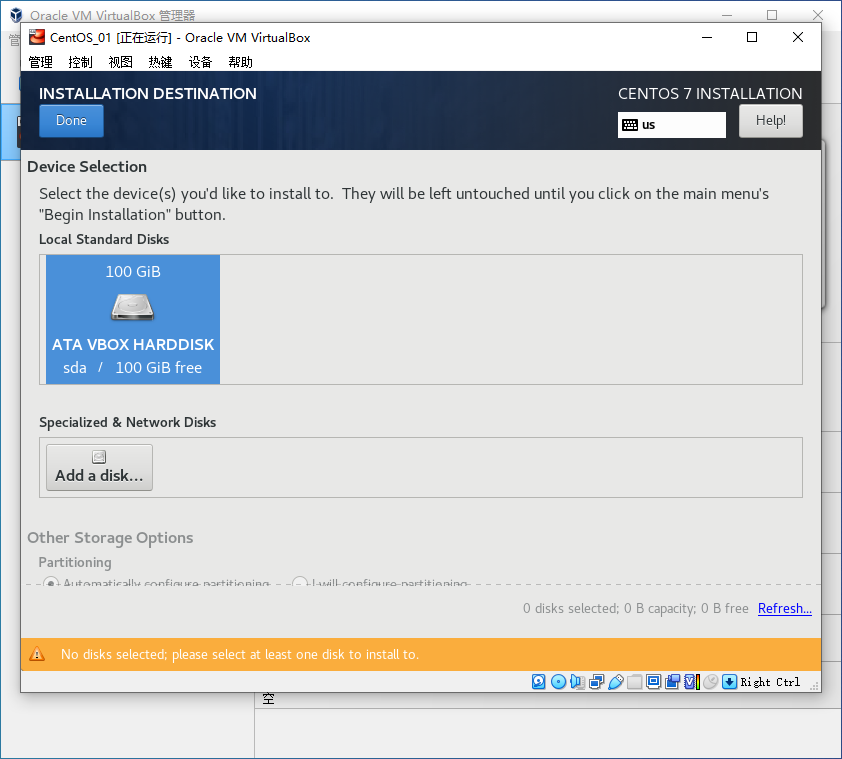 Oracle VM VirtualBox 管理器
管
CentOS_01 [正在运行] - Oracle VM VirtualBox
管理 控制 视图 热键 设备 帮助
INSTALLATION DESTINATION
CENTOS 7 INSTALLATION
Done
us
Help!
Device Selection
Select the device(s) you'd like to install to. They will be left untouched until you click on the main menu's
"Begin Installation" button.
Local Standard Disks
100 GiB
ATA VBOX HARDDISK
sda / 100 GiB free
Specialized & Network Disks
Add a disk...
Other Storage Options
Partitioning
Automatically configure partitioning. I will configure partitioning.
0 disks selected; 0 B capacity; 0 B free Refresh...
No disks selected; please select at least one disk to install to.
Right Ctrl
空